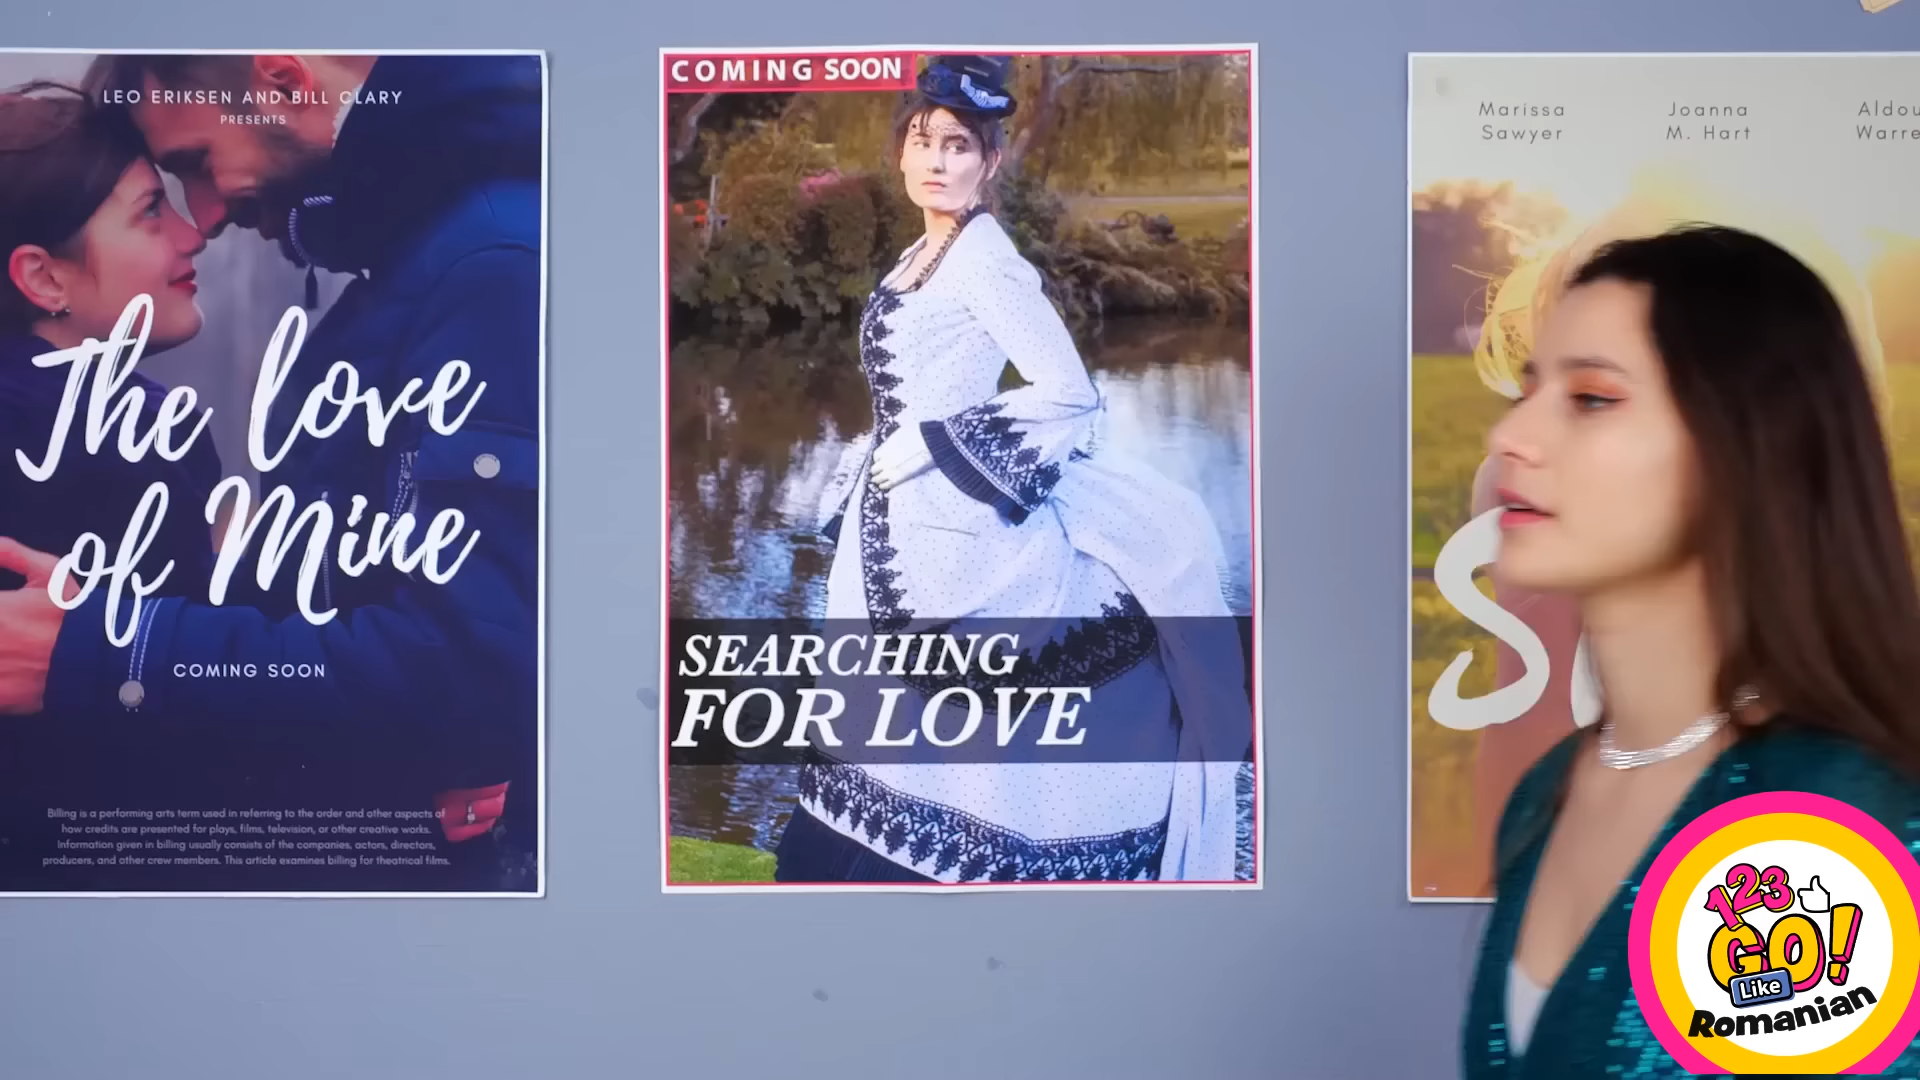 LEO ERIKSEN AND BILL CLARY
PRESENTS
The love
of Mine
COMING SOON
Billing is a performing arts term used in referring to the order and other aspects of
how credits are presented for plays, films, television, or other creative works.
Information given in billing usually consists of the companies, actors, directors,
producers, and other crew members. This article examines billing for theatrical films.
COMING SOON
SEARCHING
FOR LOVE
Marissa
Sawyer
Joanna
M. Hart
123
GO!
Like
Romanian